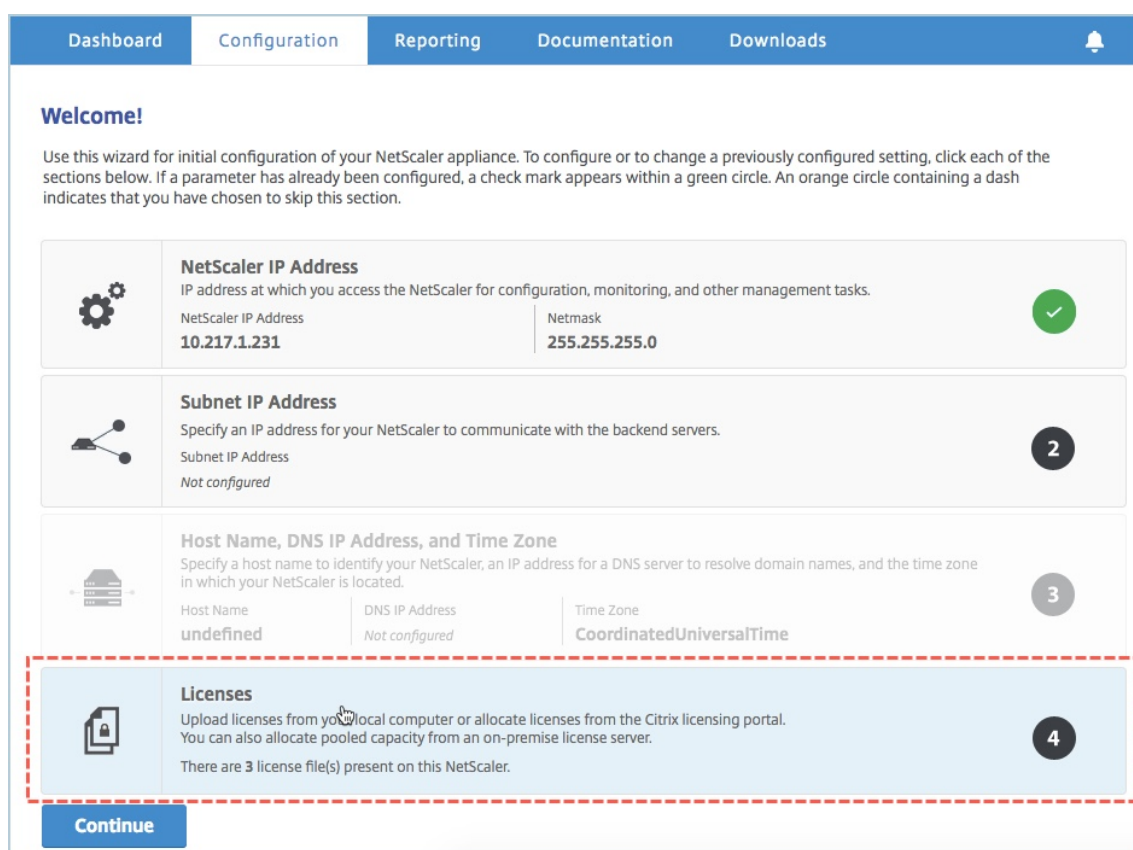 Dashboard Configuration Reporting Documentation Downloads
Welcome!
Use this wizard for initial configuration of your NetScaler appliance. To configure or to change a previously configured setting, click each of the
sections below. If a parameter has already been configured, a check mark appears within a green circle. An orange circle containing a dash
indicates that you have chosen to skip this section.
NetScaler IP Address
IP address at which you access the NetScaler for configuration, monitoring, and other management tasks.
NetScaler IP Address Netmask
10.217.1.231 255.255.255.0
Subnet IP Address
Specify an IP address for your NetScaler to communicate with the backend servers.
Subnet IP Address
2
Not configured
Host Name, DNS IP Address, and Time Zone
Specify a host name to identify your NetScaler, an IP address for a DNS server to resolve domain names, and the time zone
in which your NetScaler is located.
3
Host Name DNS IP Address Time Zone
undefined Not configured CoordinatedUniversalTime
Licenses
Upload licenses from your local computer or allocate licenses from the Citrix licensing portal.
You can also allocate pooled capacity from an on-premise license server.
4
There are 3 license file(s) present on this NetScaler.
Continue